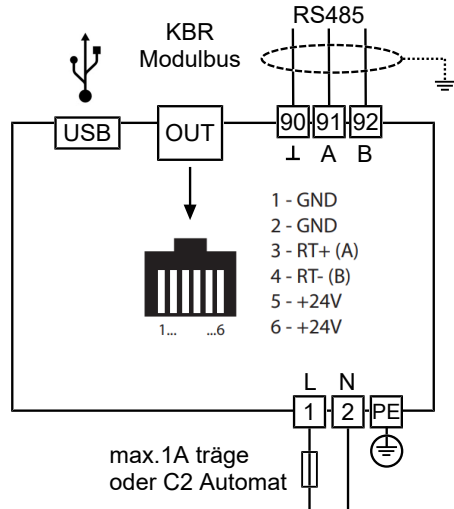 RS485
KBR
Modulbus
USB
OUT
90 91 92
⊥ A B
1 - GND
2 - GND
3 - RT+ (A)
4 - RT- (B)
5 - +24V
6 - +24V
1... ...6
L N
1 2 PE
max.1A träge
oder C2 Automat